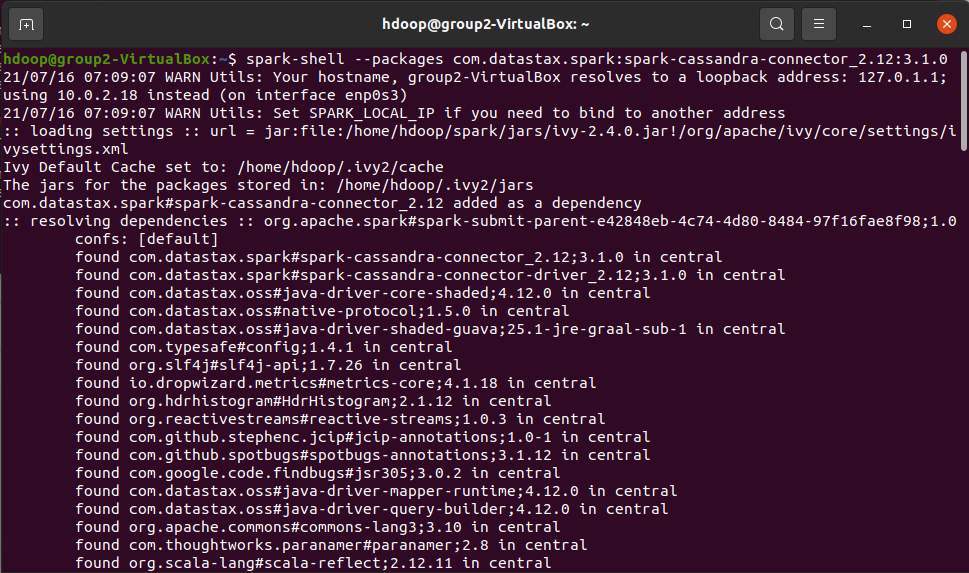 hdoop@group2-VirtualBox: ~
hdoop@group2-VirtualBox:~$ spark-shell --packages com.datastax.spark:spark-cassandra-connector_2.12:3.1.0
21/07/16 07:09:07 WARN Utils: Your hostname, group2-VirtualBox resolves to a loopback address: 127.0.1.1;
using 10.0.2.18 instead (on interface enp0s3)
21/07/16 07:09:07 WARN Utils: Set SPARK_LOCAL_IP if you need to bind to another address
:: loading settings :: url = jar:file:/home/hdoop/spark/jars/ivy-2.4.0.jar!/org/apache/ivy/core/settings/i
vysettings.xml
Ivy Default Cache set to: /home/hdoop/.ivy2/cache
The jars for the packages stored in: /home/hdoop/.ivy2/jars
com.datastax.spark#spark-cassandra-connector_2.12 added as a dependency
:: resolving dependencies :: org.apache.spark#spark-submit-parent-e42848eb-4c74-4d80-8484-97f16fae8f98;1.0
confs: [default]
found com.datastax.spark#spark-cassandra-connector_2.12;3.1.0 in central
found com.datastax.spark#spark-cassandra-connector-driver_2.12;3.1.0 in central
found com.datastax.oss#java-driver-core-shaded;4.12.0 in central
found com.datastax.oss#native-protocol;1.5.0 in central
found com.datastax.oss#java-driver-shaded-guava;25.1-jre-graal-sub-1 in central
found com.typesafe#config;1.4.1 in central
found org.slf4j#slf4j-api;1.7.26 in central
found io.dropwizard.metrics#metrics-core;4.1.18 in central
found org.hdrhistogram#HdrHistogram;2.1.12 in central
found org.reactivestreams#reactive-streams;1.0.3 in central
found com.github.stephenc.jcip#jcip-annotations;1.0-1 in central
found com.github.spotbugs#spotbugs-annotations;3.1.12 in central
found com.google.code.findbugs#jsr305;3.0.2 in central
found com.datastax.oss#java-driver-mapper-runtime;4.12.0 in central
found com.datastax.oss#java-driver-query-builder;4.12.0 in central
found org.apache.commons#commons-lang3;3.10 in central
found com.thoughtworks.paranamer#paranamer;2.8 in central
found org.scala-lang#scala-reflect;2.12.11 in central